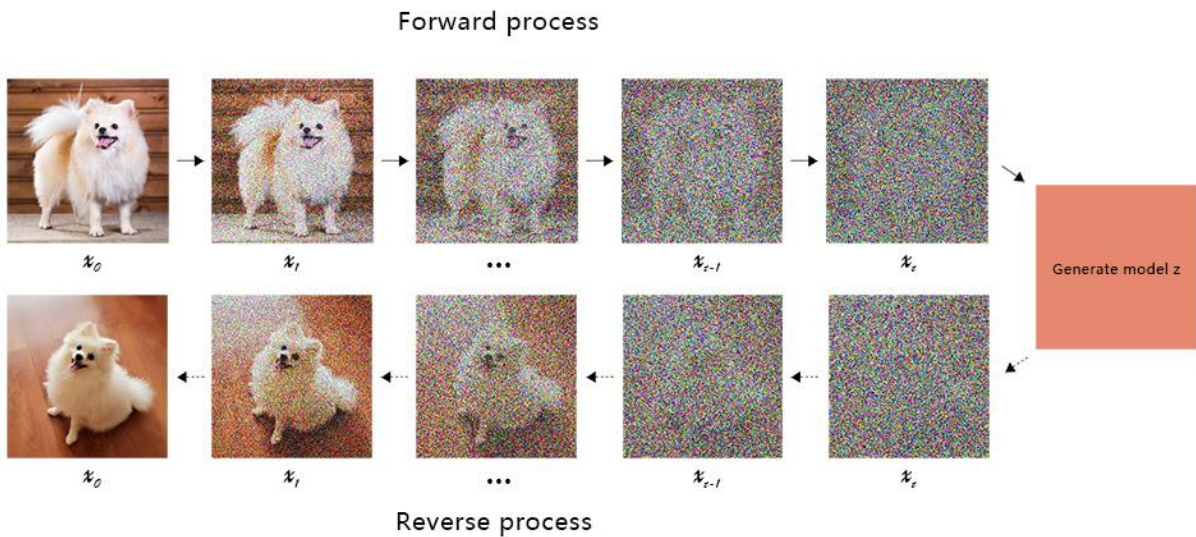 Forward process
x₀
x₁
...
xₜ₋₁
xₜ
Generate model z
x₀
x₁
...
xₜ₋₁
xₜ
Reverse process